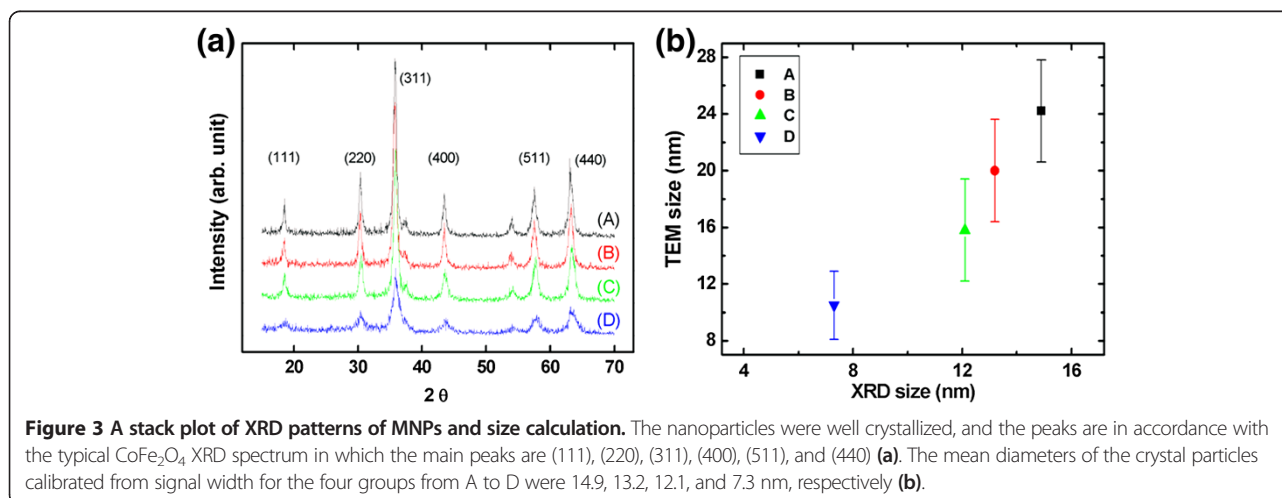 (a)
(b)
Intensity (arb. unit)
(111)
(220)
(311)
(400)
(511)
(440)
(A)
(B)
(C)
(D)
20
30
40
50
60
70
2 θ
TEM size (nm)
28
24
20
16
12
8
A
B
C
D
4
8
12
16
XRD size (nm)
Figure 3 A stack plot of XRD patterns of MNPs and size calculation. The nanoparticles were well crystallized, and the peaks are in accordance with
the typical CoFe₂O₄ XRD spectrum in which the main peaks are (111), (220), (311), (400), (511), and (440) (a). The mean diameters of the crystal particles
calibrated from signal width for the four groups from A to D were 14.9, 13.2, 12.1, and 7.3 nm, respectively (b).